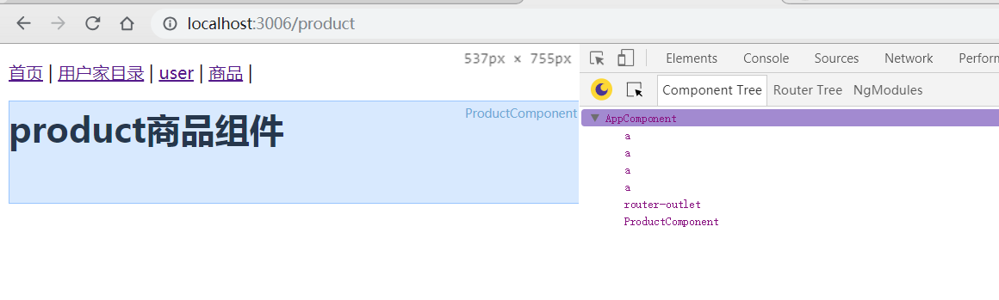 localhost:3006/product
首页 | 用户家目录 | user | 商品 |
537px × 755px
ProductComponent
product商品组件
Elements Console Sources Network Perform
Component Tree Router Tree NgModules
AppComponent
a
a
a
a
router-outlet
ProductComponent